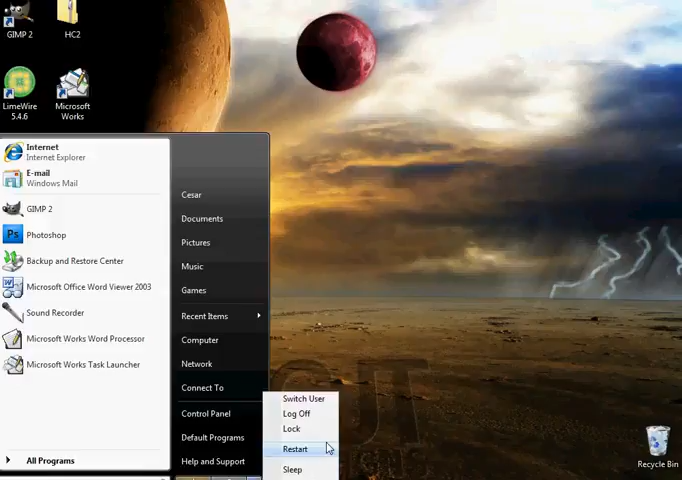 GIMP 2
HC2
LimeWire
5.4.6
Microsoft
Works
Internet
Internet Explorer
E-mail
Windows Mail
GIMP 2
Ps
Photoshop
Backup and Restore Center
Microsoft Office Word Viewer 2003
Sound Recorder
Microsoft Works Word Processor
Microsoft Works Task Launcher
All Programs
Cesar
Documents
Pictures
Music
Games
Recent Items
Computer
Network
Connect To
Control Panel
Default Programs
Help and Support
Switch User
Log Off
Lock
Restart
Sleep
Recycle Bin